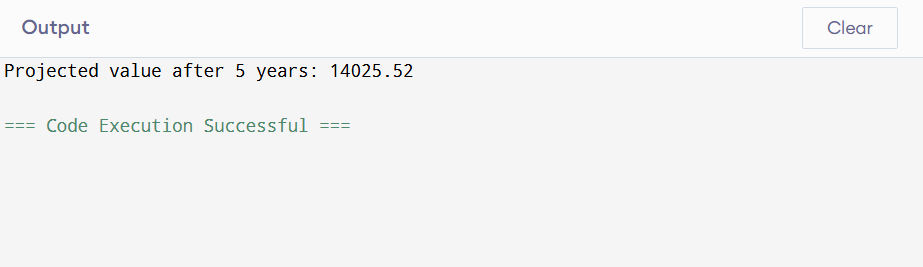 Output
Clear
Projected value after 5 years: 14025.52
=== Code Execution Successful ===